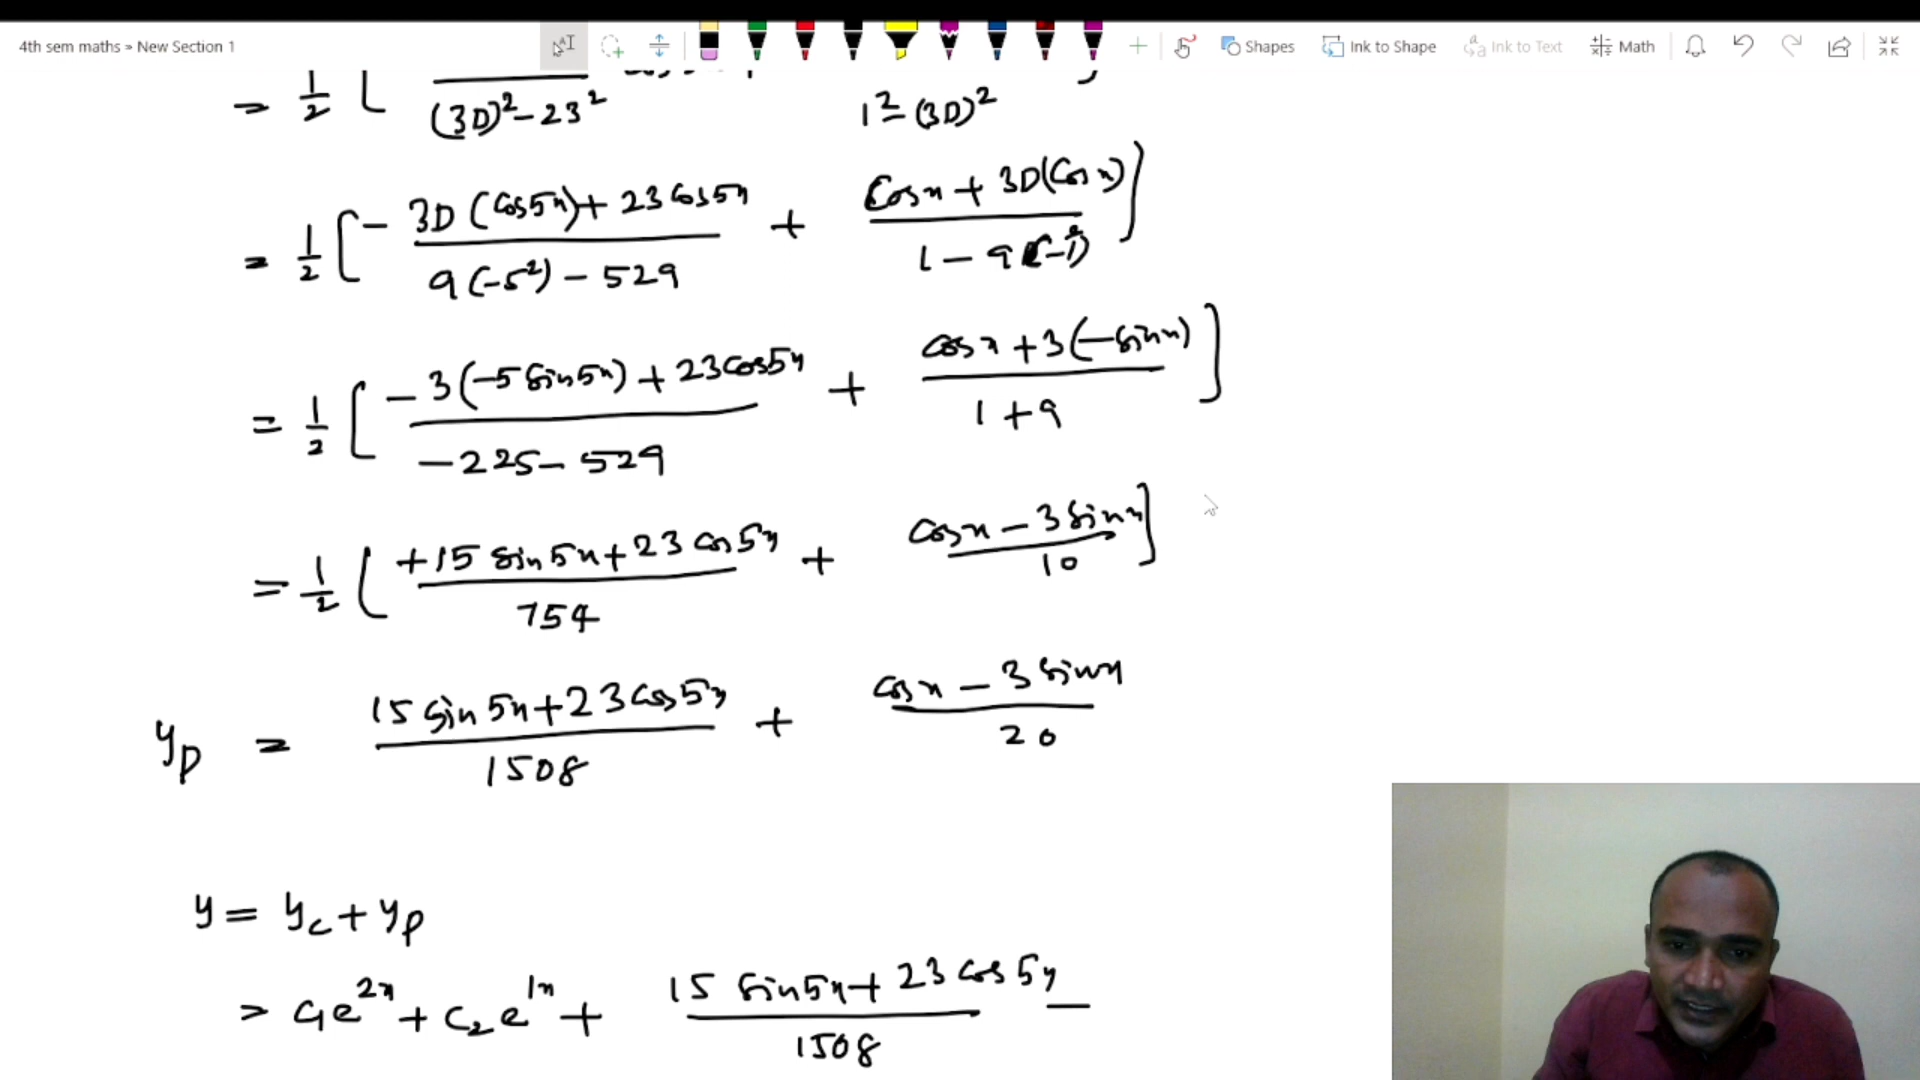 4th sem maths » New Section 1 Shapes Ink to Shape Ink to Text Math
= 1/2 [ (3D)²-23² 1²-(3D)²
= 1/2 [ - 3D(cos5x)+23cos5x / 9(-5²)-529 + cosx+3D(cosx) / 1-9(-1²) ]
= 1/2 [ -3(-5sin5x)+23cos5x / -225-529 + cosx+3(-sinx) / 1+9 ]
= 1/2 [ +15sin5x+23cos5x / 754 + cosx-3sinx / 10 ]
yp = 15sin5x+23cos5x / 1508 + cosx-3sinx / 20
y = yc+yp
= C1e^2x + C2e^1x + 15sin5x+23cos5x / 1508 —